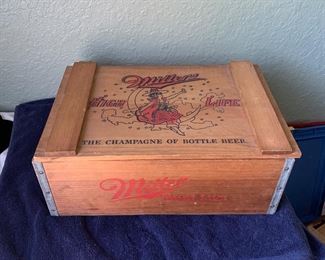 Miller
High Life
THE CHAMPAGNE OF BOTTLE BEER
Miller